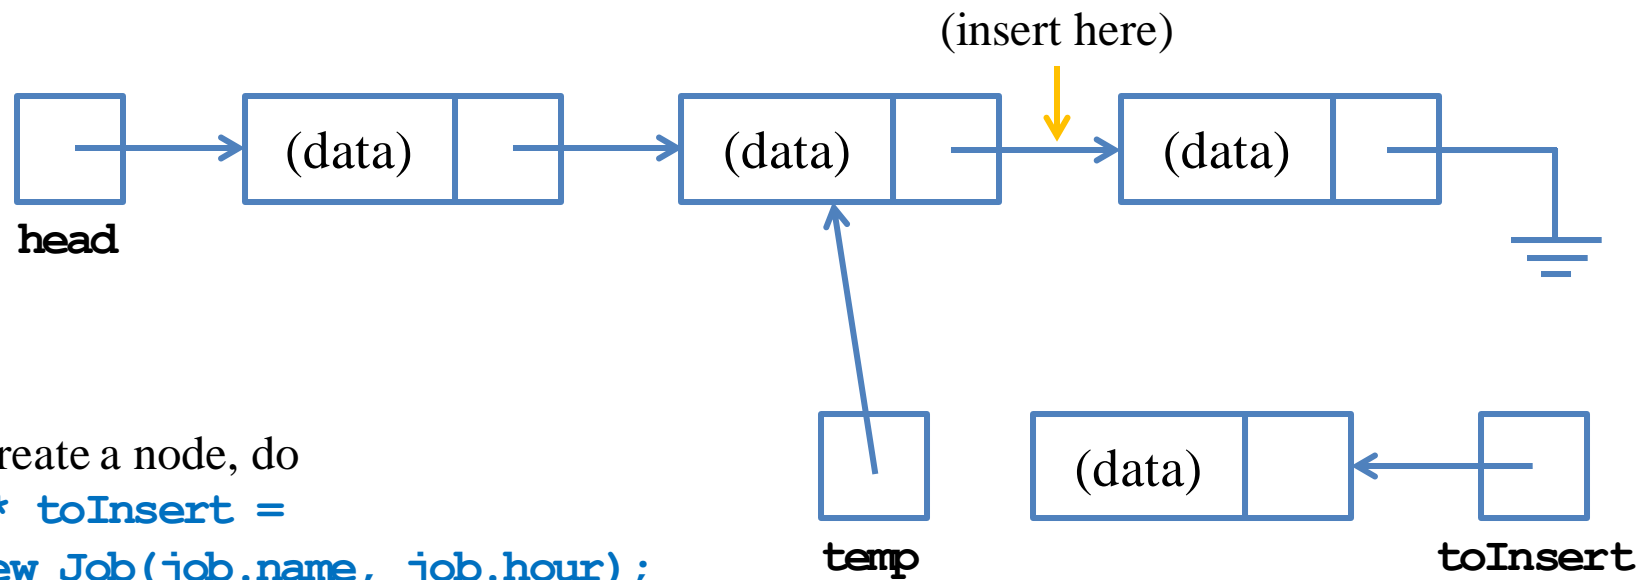 (insert here)
(data) (data) (data)
head
reate a node, do
* toInsert =
ew Job(job.name, job.hour);
(data)
temp toInsert